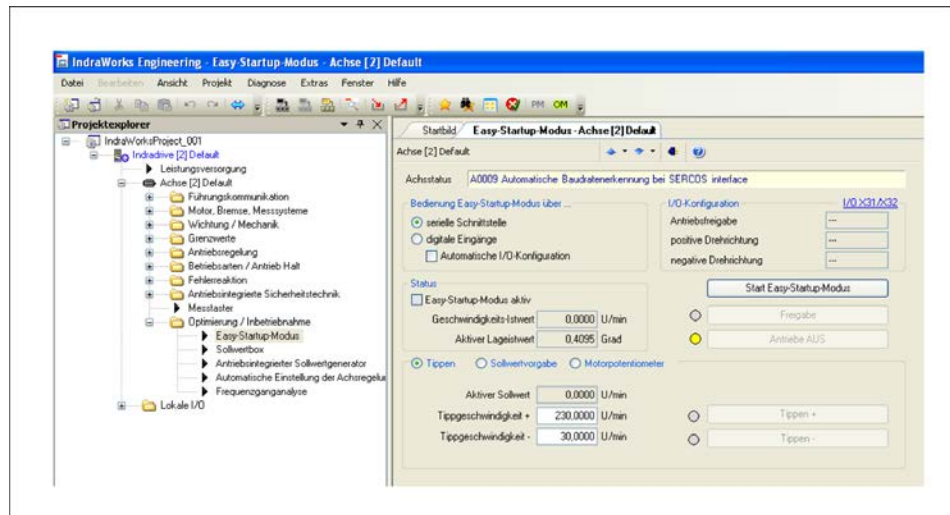 IndraWorks Engineering - Easy-Startup-Modus - Achse [2] Default
Datei Bearbeiten Ansicht Projekt Diagnose Extras Fenster Hilfe
PM OM
Projektexplorer
IndraWorksProject_001
Indradrive [2] Default
Leistungsversorgung
Achse [2] Default
Führungskommunikation
Motor, Bremse, Messsysteme
Wichtung / Mechanik
Grenzwerte
Antriebsregelung
Betriebsarten / Antrieb Halt
Fehlerreaktion
Antriebsintegrierte Sicherheitstechnik
Messtaster
Optimierung / Inbetriebnahme
Easy-Startup-Modus
Sollwertbox
Antriebsintegrierter Sollwertgenerator
Automatische Einstellung der Achsregelu
Frequenzganganalyse
Lokale I/O
Startbild Easy-Startup-Modus - Achse [2] Default
Achse [2] Default
Achsstatus A0009 Automatische Baudratenerkennung bei SERCOS interface
Bedienung Easy-Startup-Modus über ...
serielle Schnittstelle
digitale Eingänge
Automatische I/O-Konfiguration
I/O-Konfiguration I/O X31/X32
Antriebsfreigabe ---
positive Drehrichtung ---
negative Drehrichtung ---
Status
Easy-Startup-Modus aktiv
Geschwindigkeits-Istwert 0,0000 U/min
Aktiver Lageistwert 0,4095 Grad
Start Easy-Startup-Modus
Freigabe
Antriebe AUS
Tippen Sollwertvorgabe Motorpotentiometer
Aktiver Sollwert 0,0000 U/min
Tippgeschwindigkeit + 230,0000 U/min Tippen +
Tippgeschwindigkeit - 30,0000 U/min Tippen -